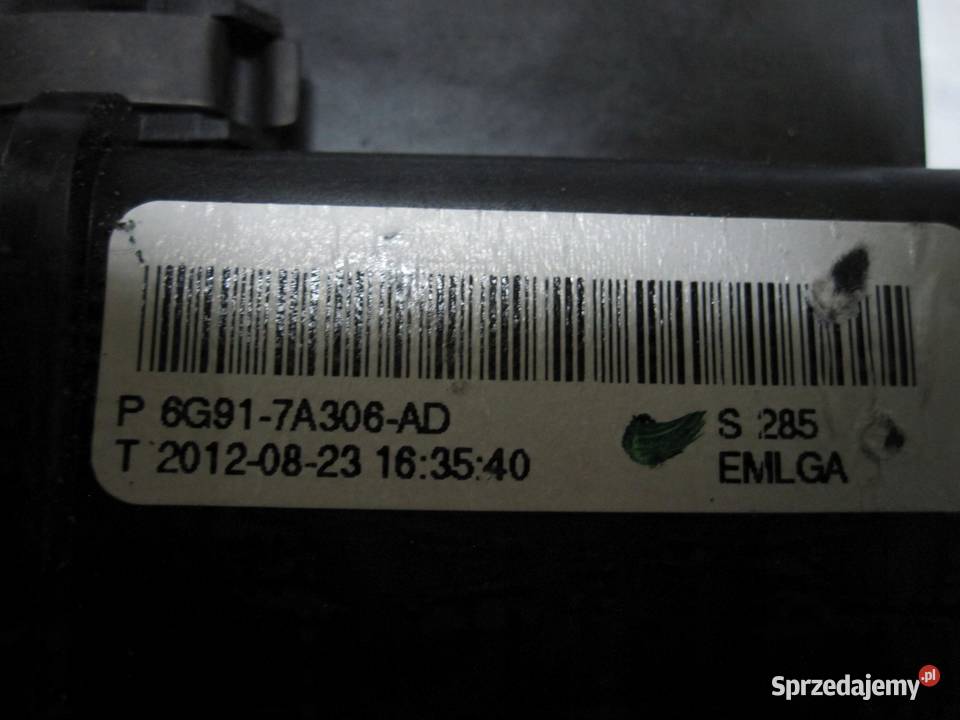 P 6G91-7A306-AD
S 285
T 2012-08-23 16:35:40
EMLGA
Sprzedajemy.pl